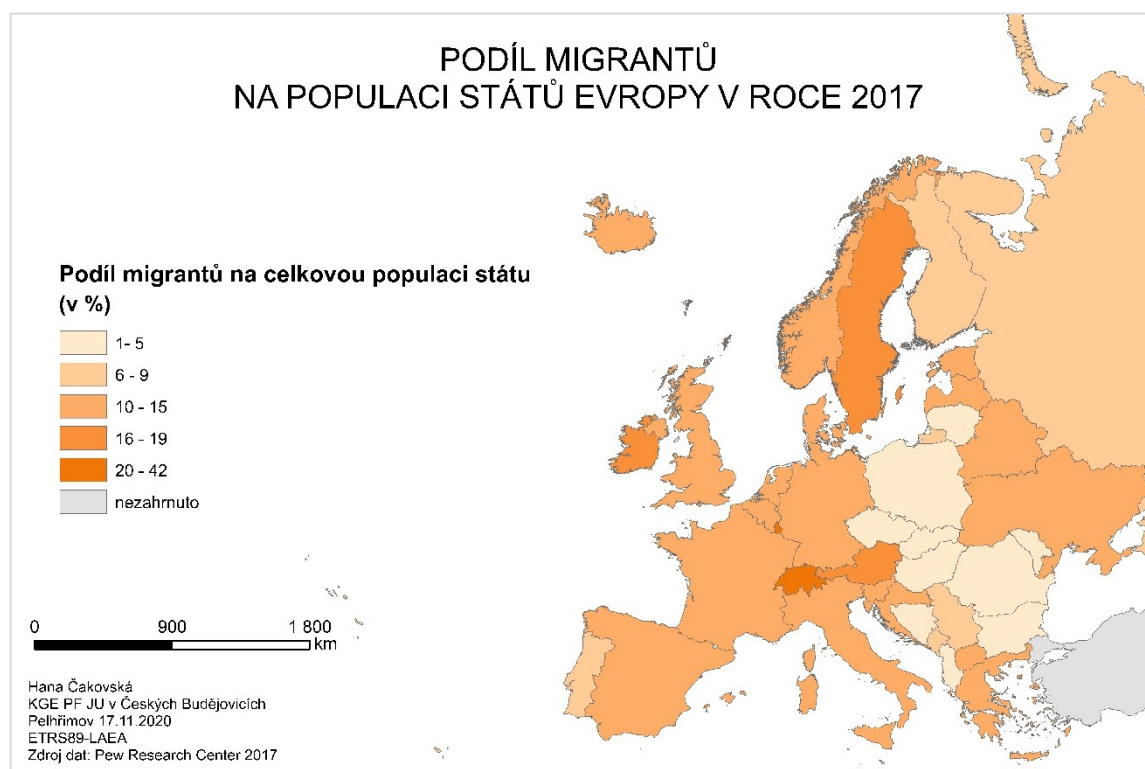 PODÍL MIGRANTŮ
NA POPULACI STÁTŮ EVROPY V ROCE 2017
Podíl migrantů na celkovou populaci státu
(v %)
1- 5
6 - 9
10 - 15
16 - 19
20 - 42
nezahrnuto
0 900 1 800
km
Hana Čakovská
KGE PF JU v Českých Budějovicích
Pelhřimov 17.11.2020
ETRS89-LAEA
Zdroj dat: Pew Research Center 2017